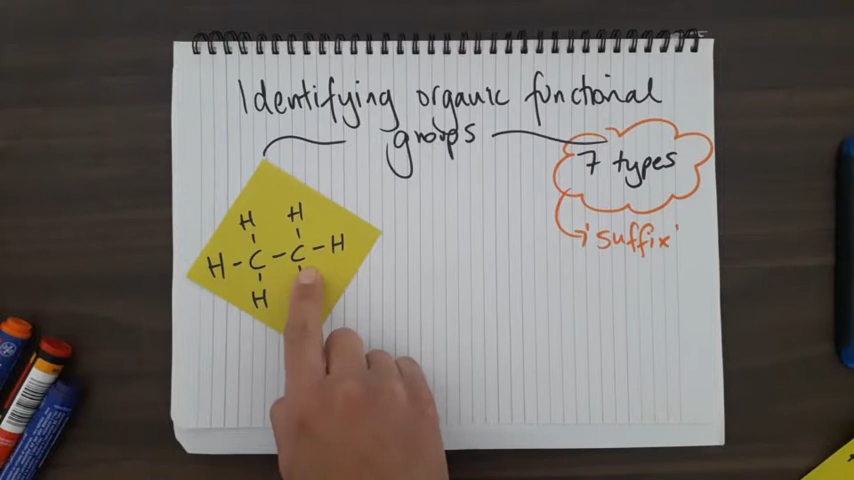 Identifying organic functional
groups
7 types
'suffix'
H H
H-C-C-H
H